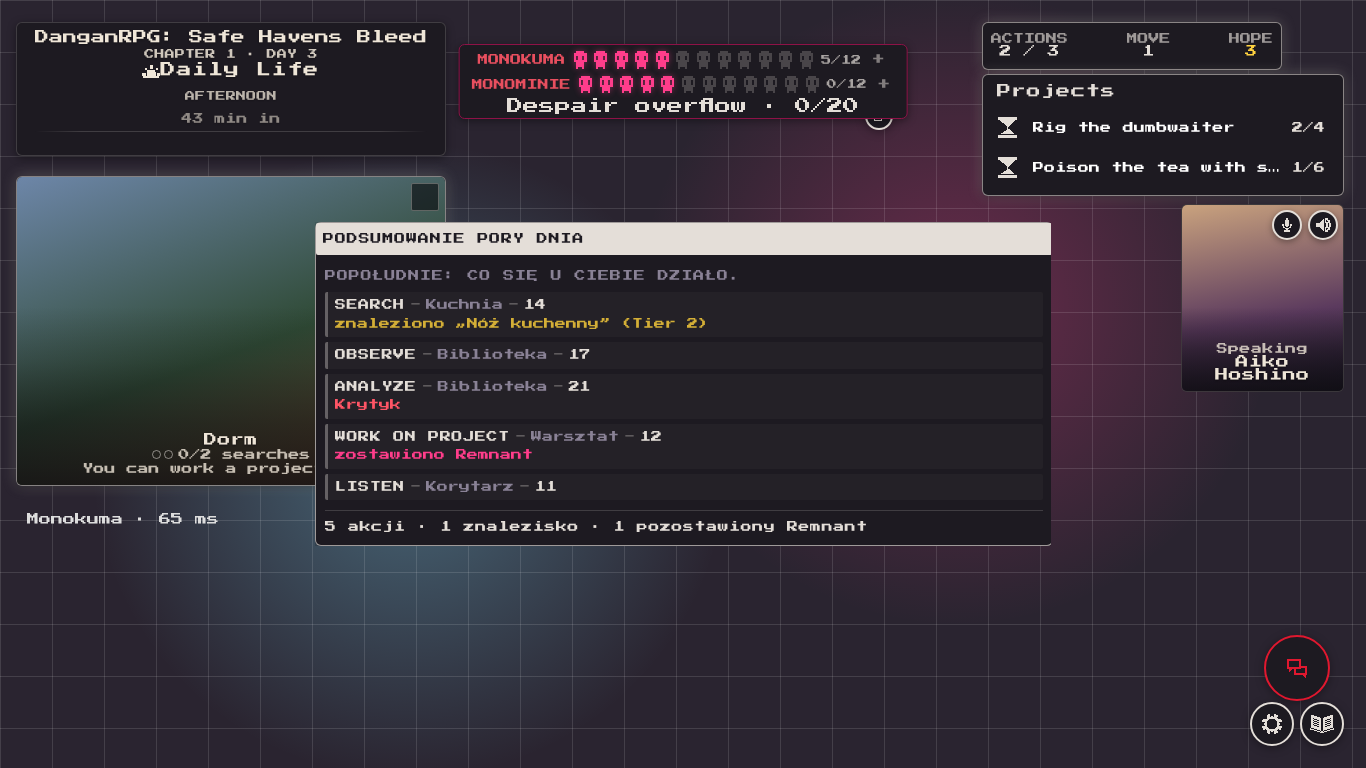 DanganRPG: Safe Havens Bleed
CHAPTER 1 · DAY 3
Daily Life
AFTERNOON
43 min in
MONOKUMA 5/12 +
MONOMINIE 0/12 +
Despair overflow · 0/20
ACTIONS MOVE HOPE
2 / 3 1 3
Projects
Rig the dumbwaiter 2/4
Poison the tea with s… 1/6
Speaking
Aiko
Hoshino
Dorm
○○0/2 searches
You can work a projec
Monokuma · 65 ms
PODSUMOWANIE PORY DNIA
POPOŁUDNIE: CO SIĘ U CIEBIE DZIAŁO.
SEARCH — Kuchnia — 14
znaleziono „Nóż kuchenny” (Tier 2)
OBSERVE — Biblioteka — 17
ANALYZE — Biblioteka — 21
Krytyk
WORK ON PROJECT — Warsztat — 12
zostawiono Remnant
LISTEN — Korytarz — 11
5 akcji · 1 znalezisko · 1 pozostawiony Remnant